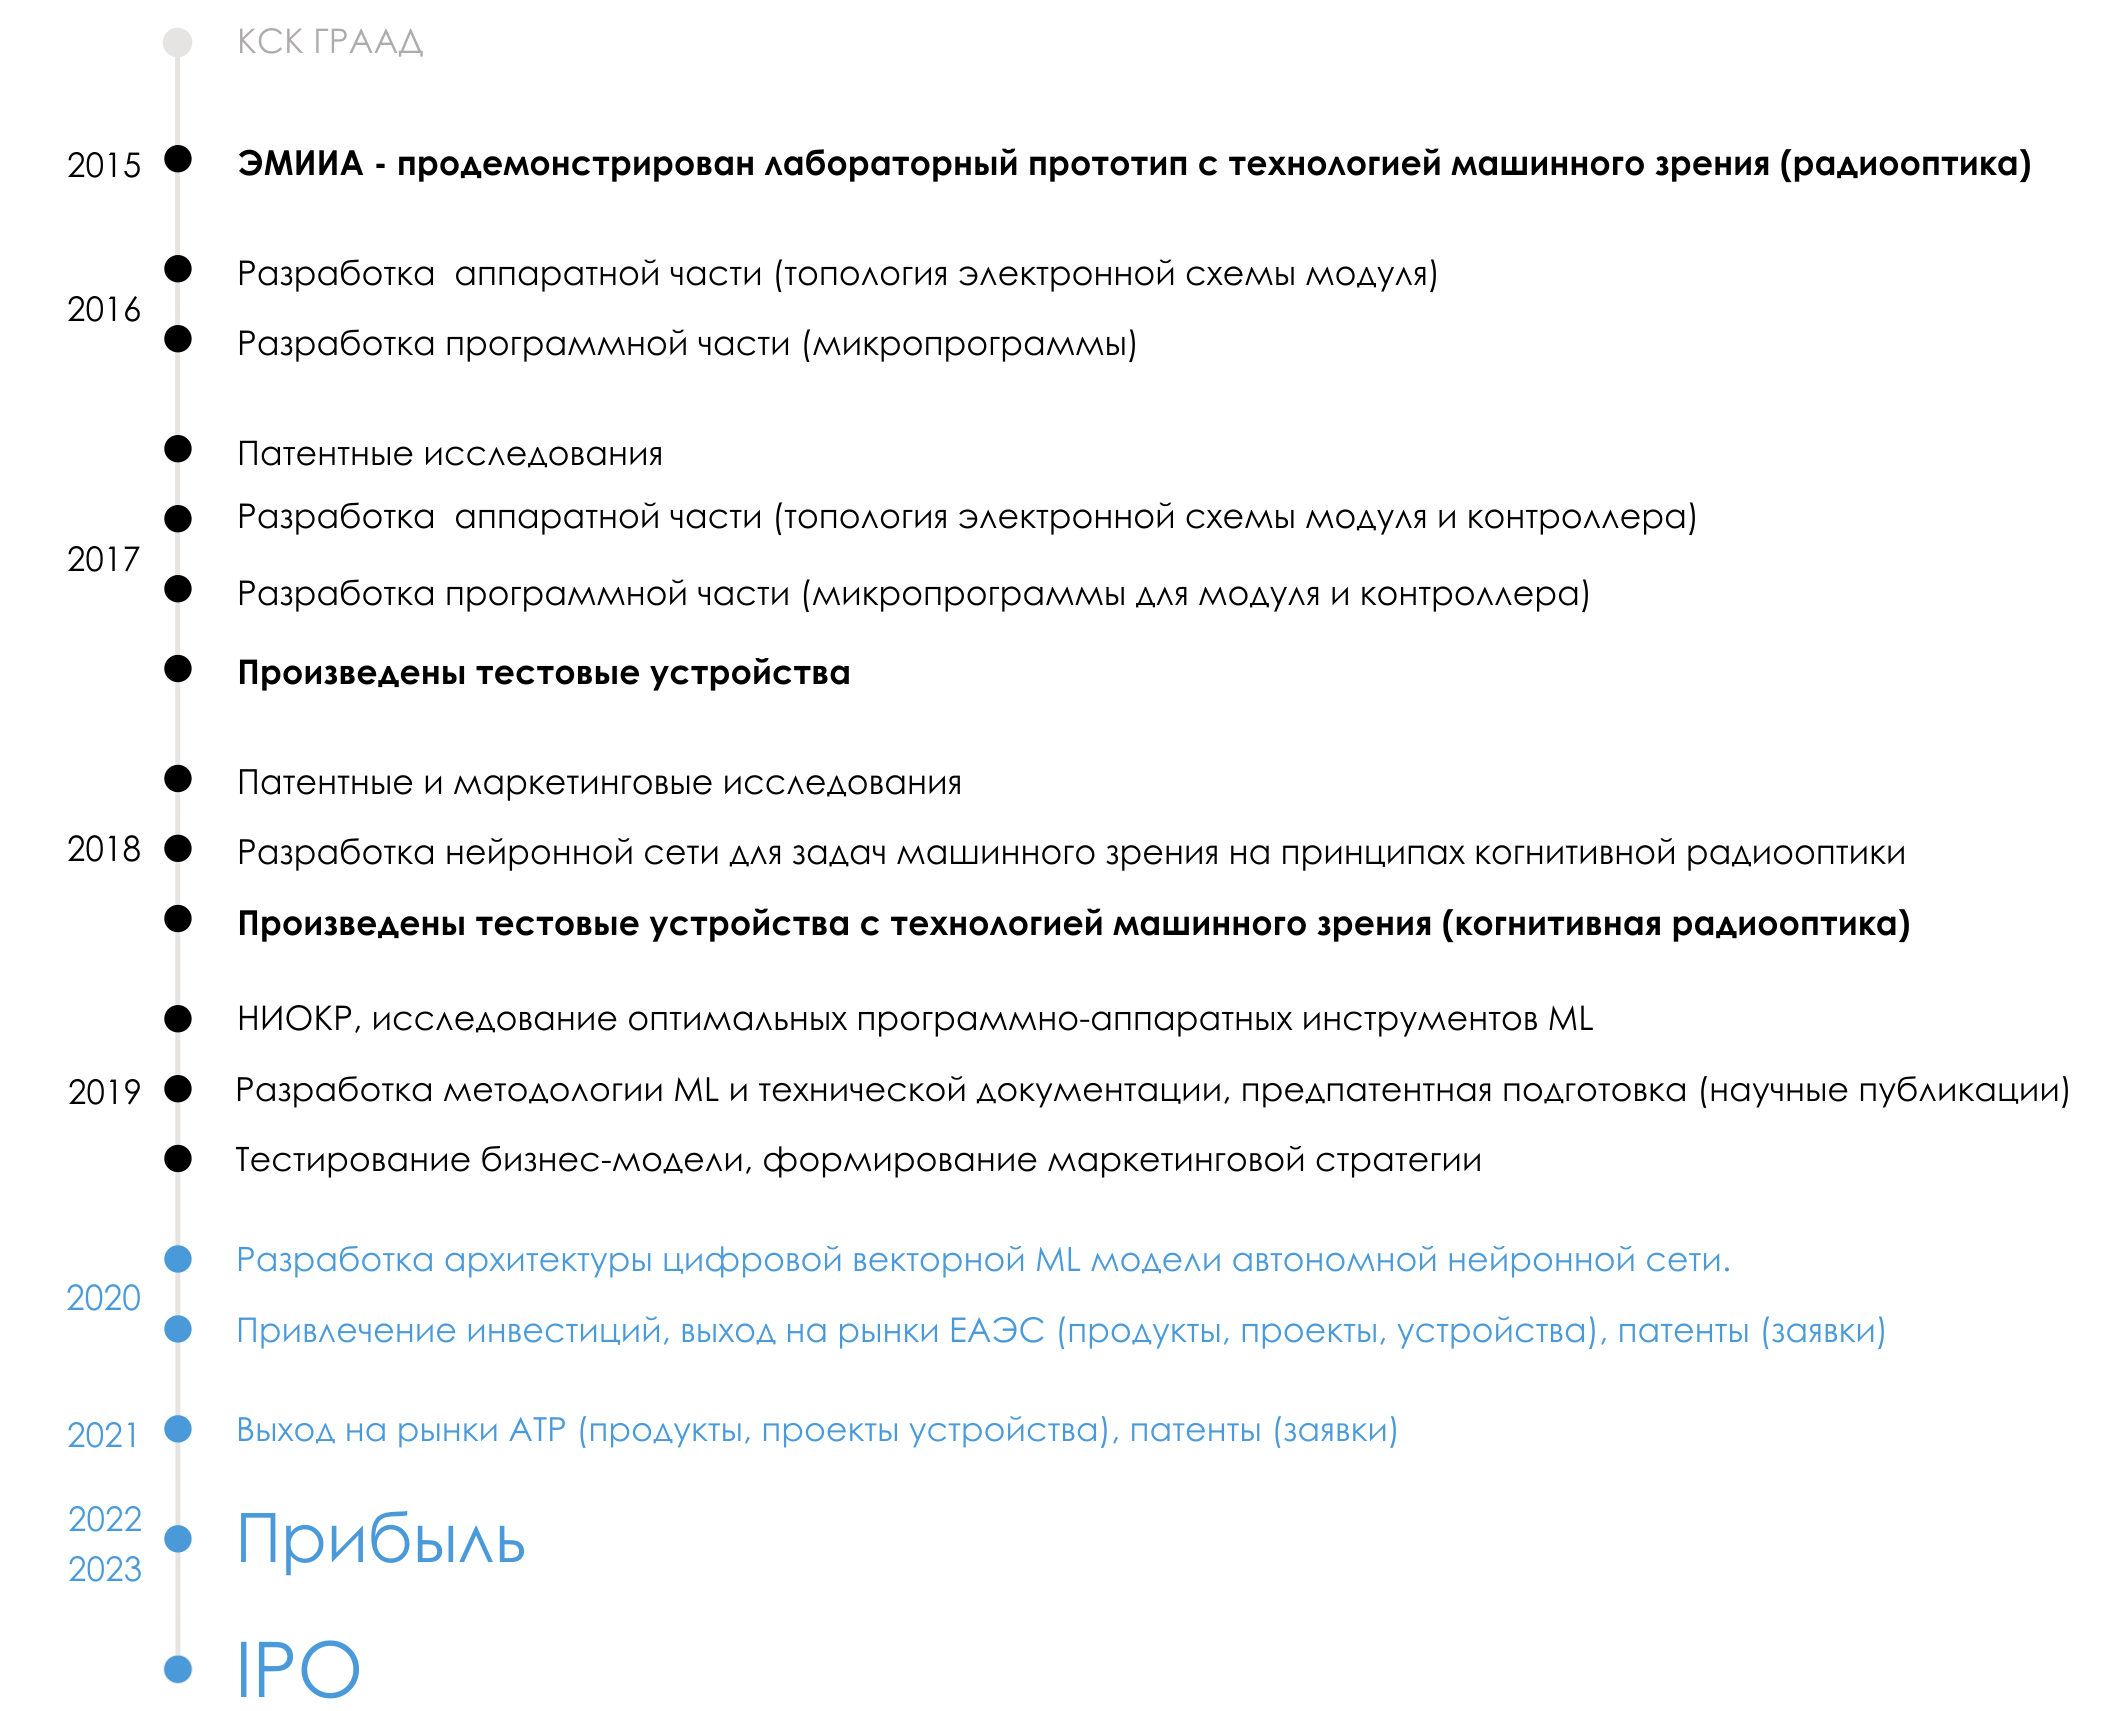 КСК ГРААД
2015
ЭМИИА - продемонстрирован лабораторный прототип с технологией машинного зрения (радиооптика)
Разработка  аппаратной части (топология электронной схемы модуля)
2016
Разработка программной части (микропрограммы)
Патентные исследования
Разработка  аппаратной части (топология электронной схемы модуля и контроллера)
2017
Разработка программной части (микропрограммы для модуля и контроллера)
Произведены тестовые устройства
Патентные и маркетинговые исследования
2018
Разработка нейронной сети для задач машинного зрения на принципах когнитивной радиооптики
Произведены тестовые устройства с технологией машинного зрения (когнитивная радиооптика)
НИОКР, исследование оптимальных программно-аппаратных инструментов ML
2019
Разработка методологии ML и технической документации, предпатентная подготовка (научные публикации)
Тестирование бизнес-модели, формирование маркетинговой стратегии
Разработка архитектуры цифровой векторной ML модели автономной нейронной сети.
2020
Привлечение инвестиций, выход на рынки ЕАЭС (продукты, проекты, устройства), патенты (заявки)
2021
Выход на рынки АТР (продукты, проекты устройства), патенты (заявки)
2022
Прибыль
2023
IPO